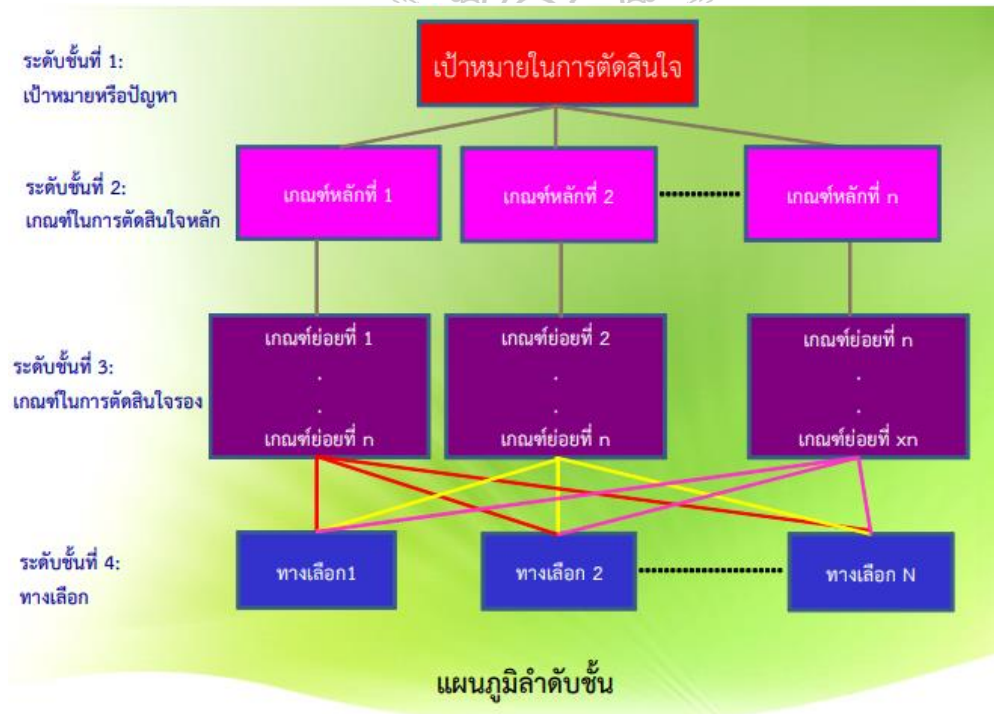 ระดับชั้นที่ 1:
เป้าหมายหรือปัญหา
เป้าหมายในการตัดสินใจ
ระดับชั้นที่ 2:
เกณฑ์ในการตัดสินใจหลัก
เกณฑ์หลักที่ 1
เกณฑ์หลักที่ 2
เกณฑ์หลักที่ n
ระดับชั้นที่ 3:
เกณฑ์ในการตัดสินใจรอง
เกณฑ์ย่อยที่ 1
.
.
เกณฑ์ย่อยที่ n
เกณฑ์ย่อยที่ 2
.
.
เกณฑ์ย่อยที่ n
เกณฑ์ย่อยที่ n
.
.
เกณฑ์ย่อยที่ xn
ระดับชั้นที่ 4:
ทางเลือก
ทางเลือก1
ทางเลือก 2
ทางเลือก N
แผนภูมิลำดับชั้น